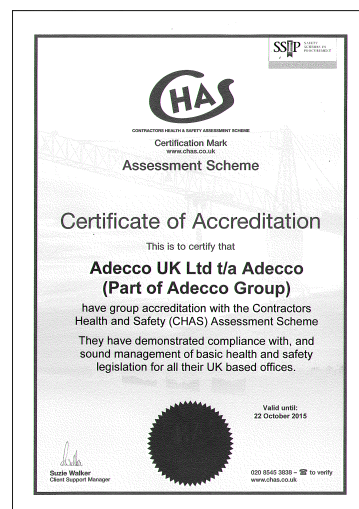 SSIP SAFETY
SCHEMES IN
PROCUREMENT
CHAS
CONTRACTORS HEALTH & SAFETY ASSESSMENT SCHEME
Certification Mark
www.chas.co.uk
Assessment Scheme
Certificate of Accreditation
This is to certify that
Adecco UK Ltd t/a Adecco
(Part of Adecco Group)
have group accreditation with the Contractors
Health and Safety (CHAS) Assessment Scheme
They have demonstrated compliance with, and
sound management of basic health and safety
legislation for all their UK based offices.
Valid until:
22 October 2015
Suzie Walker
Client Support Manager
020 8545 3838 ~ ☎ to verify
www.chas.co.uk